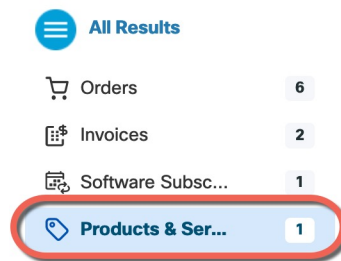 All Results
Orders 6
Invoices 2
Software Subsc... 1
Products & Ser... 1